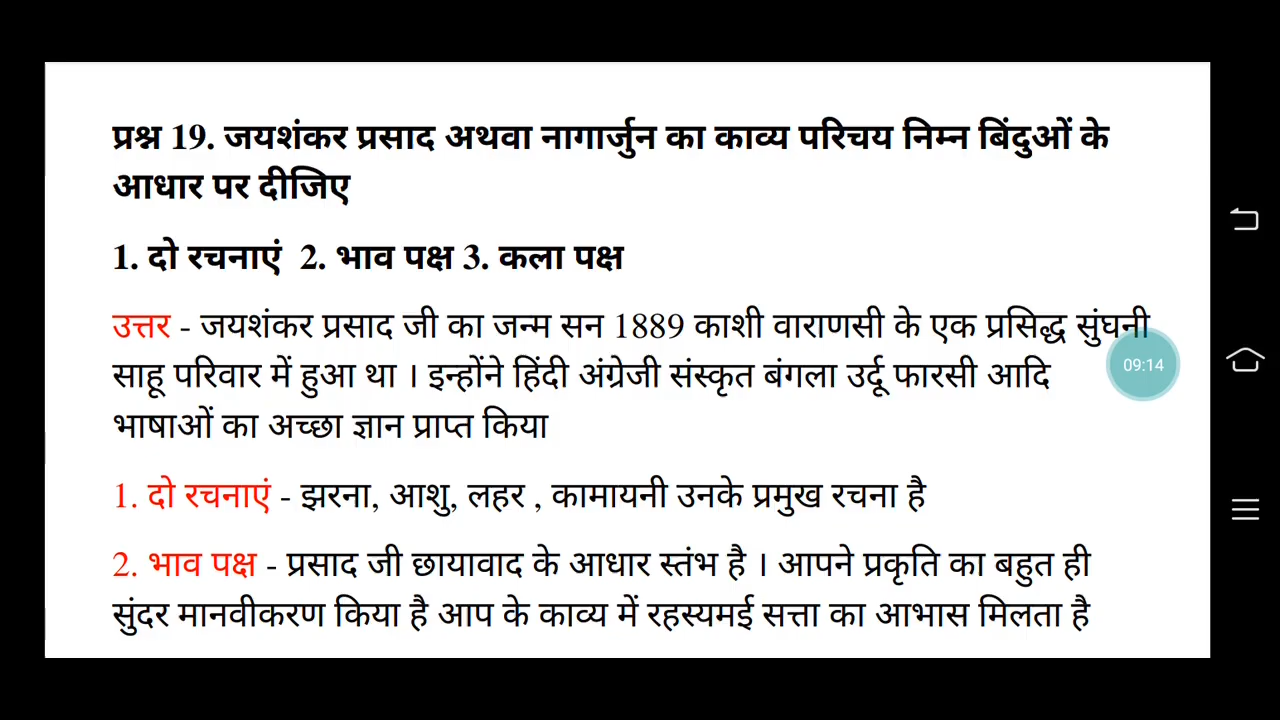 प्रश्न 19. जयशंकर प्रसाद अथवा नागार्जुन का काव्य परिचय निम्न बिंदुओं के
आधार पर दीजिए
1. दो रचनाएं 2. भाव पक्ष 3. कला पक्ष
उत्तर - जयशंकर प्रसाद जी का जन्म सन 1889 काशी वाराणसी के एक प्रसिद्ध सुंघनी
साहू परिवार में हुआ था । इन्होंने हिंदी अंग्रेजी संस्कृत बंगला उर्दू फारसी आदि
09:14
भाषाओं का अच्छा ज्ञान प्राप्त किया
1. दो रचनाएं - झरना, आशु, लहर , कामायनी उनके प्रमुख रचना है
2. भाव पक्ष - प्रसाद जी छायावाद के आधार स्तंभ है । आपने प्रकृति का बहुत ही
सुंदर मानवीकरण किया है आप के काव्य में रहस्यमई सत्ता का आभास मिलता है